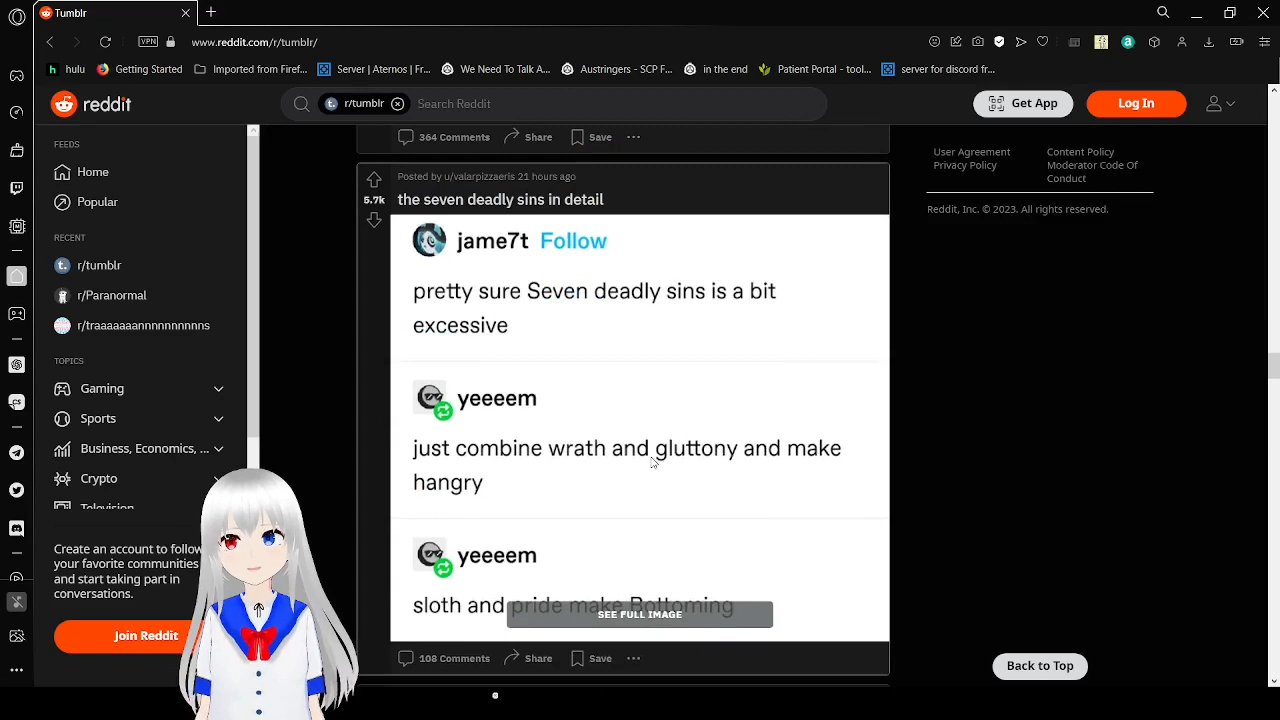 Tumblr
VPN
www.reddit.com/r/tumblr/
hulu
Getting Started
Imported from Firef...
Server | Aternos | Fr...
We Need To Talk A...
Austringers - SCP F...
in the end
Patient Portal - tool...
server for discord fr...
reddit
r/tumblr
Search Reddit
Get App
Log In
FEEDS
Home
Popular
RECENT
r/tumblr
r/Paranormal
r/traaaaaaannnnnnnnnns
TOPICS
Gaming
Sports
Business, Economics, ...
Crypto
Television
Create an account to follow
your favorite communities
and start taking part in
conversations.
Join Reddit
364 Comments
Share
Save
Posted by u/valarpizzaeris 21 hours ago
5.7k
the seven deadly sins in detail
jame7t Follow
pretty sure Seven deadly sins is a bit
excessive
yeeeem
just combine wrath and gluttony and make
hangry
yeeeem
sloth and pride make Bottoming
SEE FULL IMAGE
108 Comments
Share
Save
User Agreement
Privacy Policy
Content Policy
Moderator Code Of
Conduct
Reddit, Inc. © 2023. All rights reserved.
Back to Top